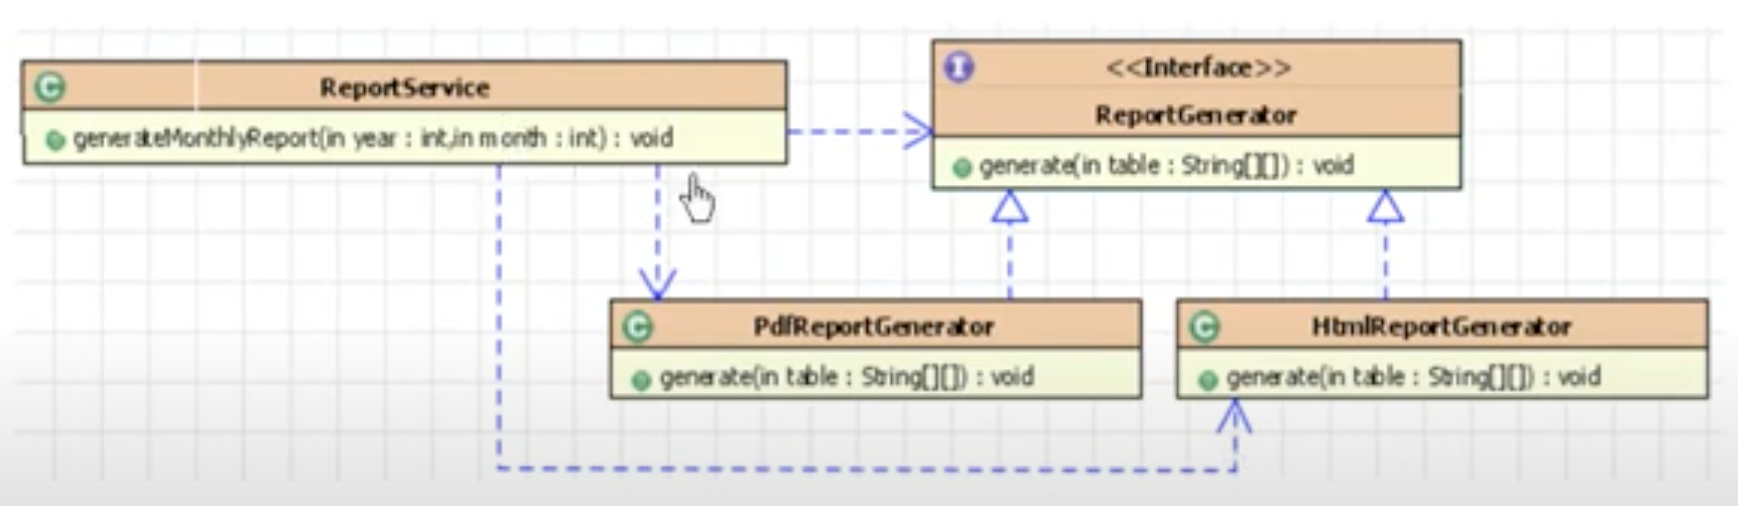 C
ReportService
generateMonthlyReport(in year : int,in month : int) : void
I
<<Interface>>
ReportGenerator
generate(in table : String[][]) : void
C
PdfReportGenerator
generate(in table : String[][]) : void
C
HtmlReportGenerator
generate(in table : String[][]) : void